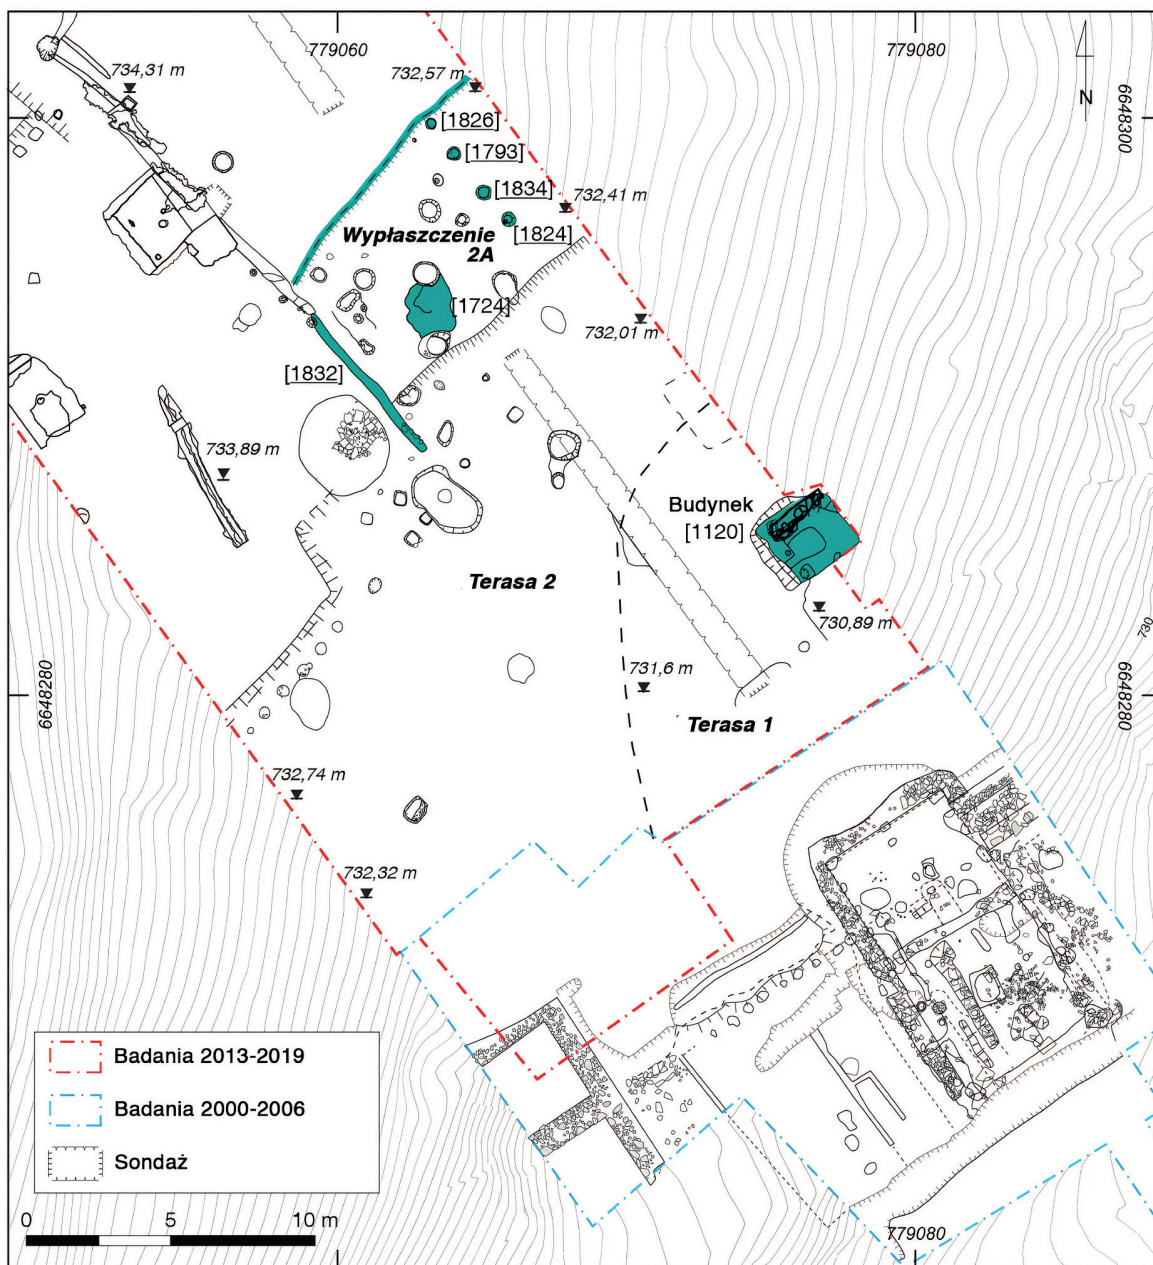 779060
779080
734,31 m
732,57 m
N
6648300
[1826]
[1793]
[1834]
732,41 m
[1824]
Wypłaszczenie
2A
[1724]
732,01 m
[1832]
733,89 m
Budynek
[1120]
Terasa 2
730,89 m
730
731,6 m
6648280
6648280
Terasa 1
732,74 m
732,32 m
Badania 2013-2019
Badania 2000-2006
Sondaż
0 5 10 m
779080